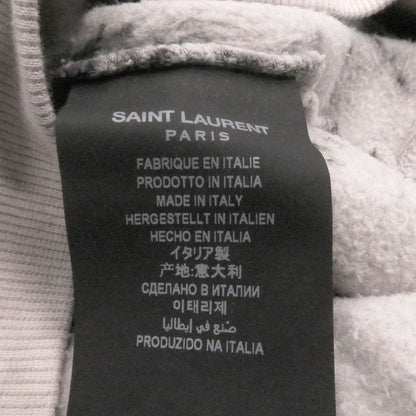 SAINT LAURENT
PARIS
FABRIQUE EN ITALIE
PRODOTTO IN ITALIA
MADE IN ITALY
HERGESTELLT IN ITALIEN
HECHO EN ITALIA
イタリア製
产地:意大利
СДЕЛАНО В ИТАЛИИ
이태리제
صنع في إيطاليا
PRODUZIDO NA ITALIA